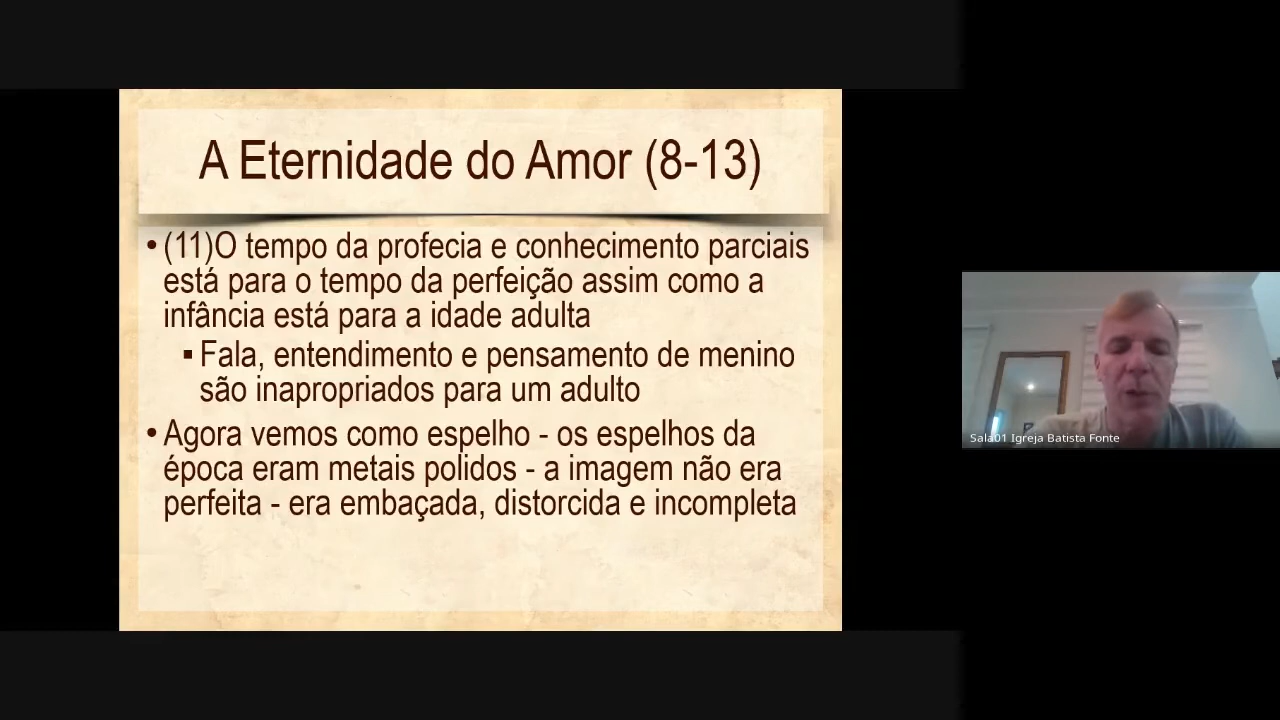 A Eternidade do Amor (8-13)
•(11)O tempo da profecia e conhecimento parciais
está para o tempo da perfeição assim como a
infância está para a idade adulta
▪Fala, entendimento e pensamento de menino
são inapropriados para um adulto
•Agora vemos como espelho - os espelhos da
época eram metais polidos - a imagem não era
perfeita - era embaçada, distorcida e incompleta
Sala01 Igreja Batista Fonte